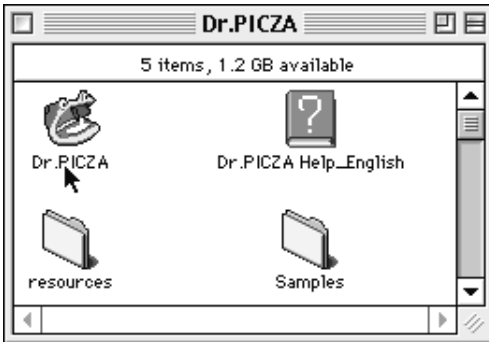 Dr.PICZA
5 items, 1.2 GB available
?
Dr.PICZA
Dr.PICZA Help_English
resources
Samples